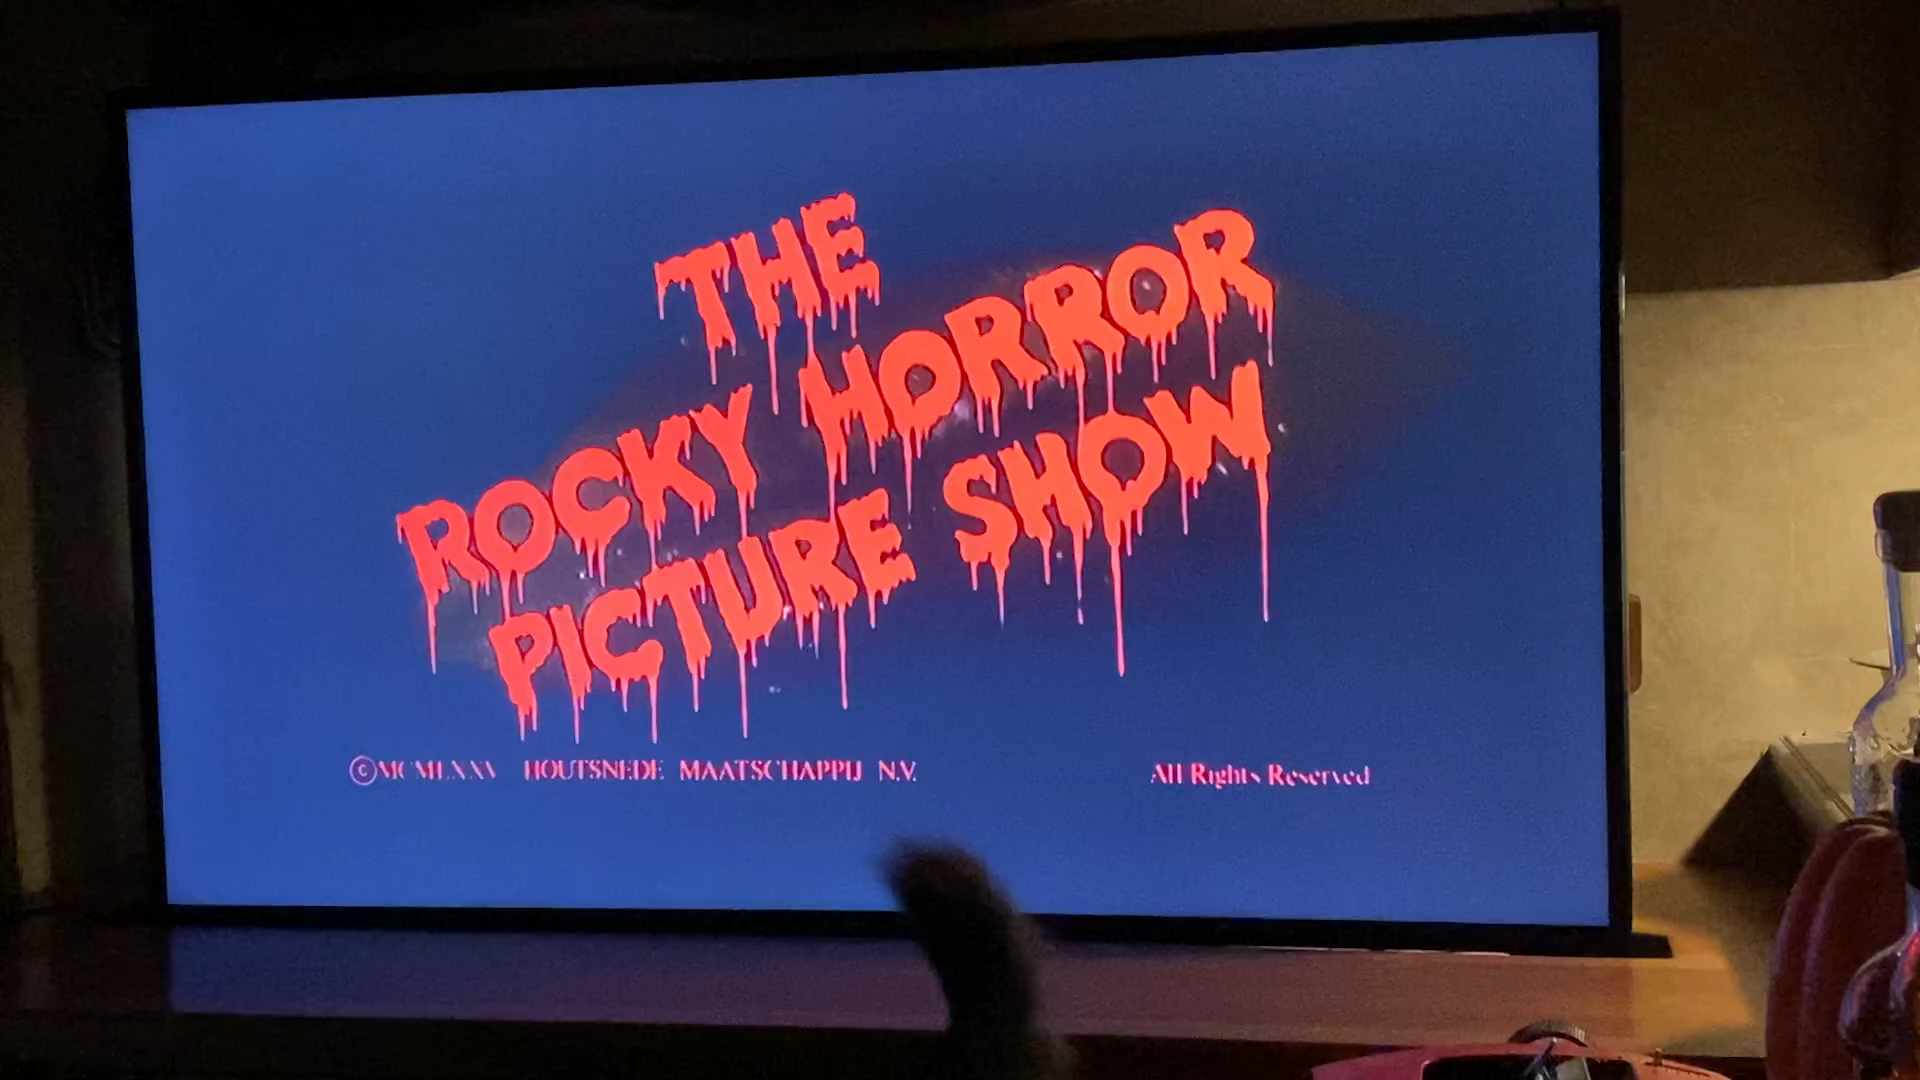 THE
ROCKY HORROR
PICTURE SHOW
©MCMLXXV HOUTSNEDE MAATSCHAPPIJ N.V.
All Rights Reserved